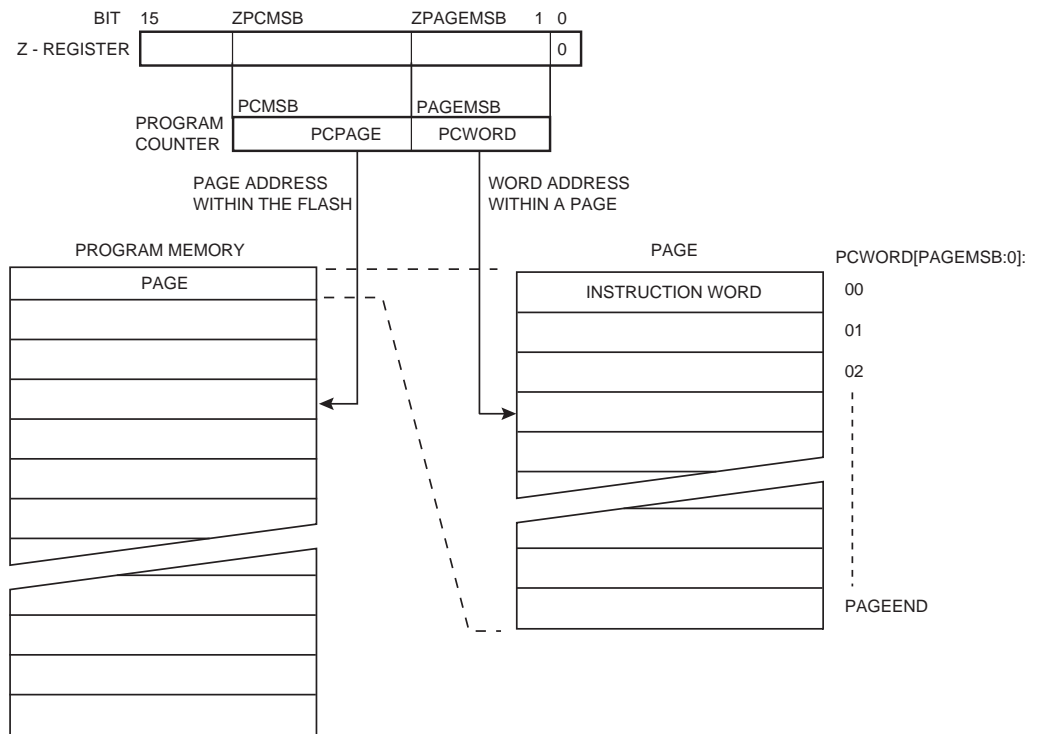 BIT 15 ZPCMSB ZPAGEMSB 1 0
Z - REGISTER 0
PCMSB PAGEMSB
PROGRAM
COUNTER
PCPAGE PCWORD
PAGE ADDRESS
WITHIN THE FLASH
WORD ADDRESS
WITHIN A PAGE
PROGRAM MEMORY
PAGE
PAGE
INSTRUCTION WORD
PCWORD[PAGEMSB:0]:
00
01
02
PAGEEND